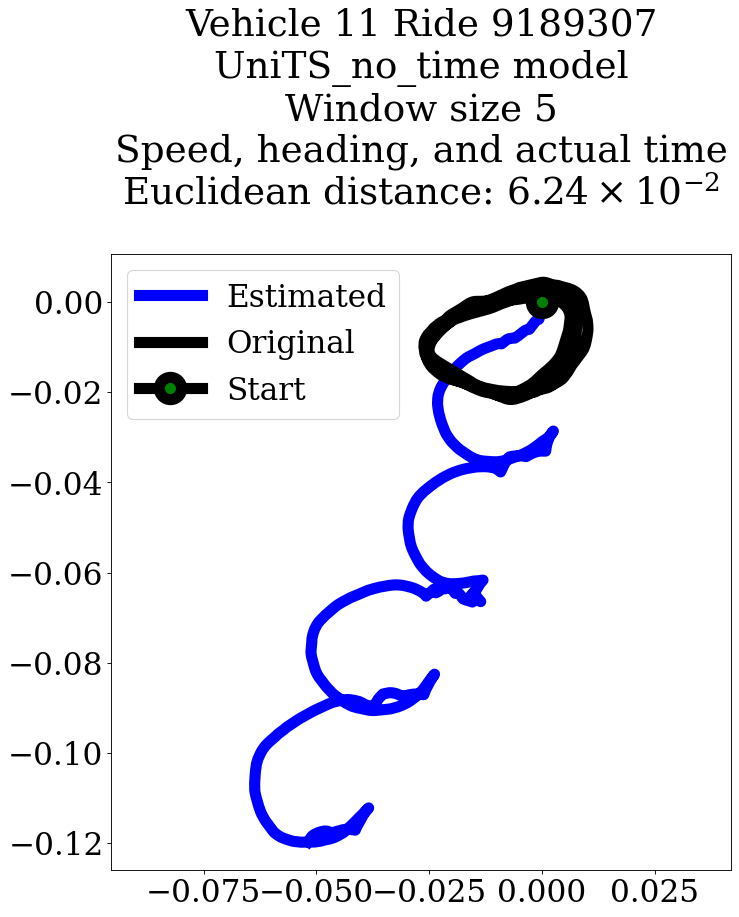 Vehicle 11 Ride 9189307
UniTS_no_time model
Window size 5
Speed, heading, and actual time
Euclidean distance: 6.24 × 10⁻²
Estimated
Original
Start
0.00
−0.02
−0.04
−0.06
−0.08
−0.10
−0.12
−0.075 −0.050 −0.025 0.000 0.025